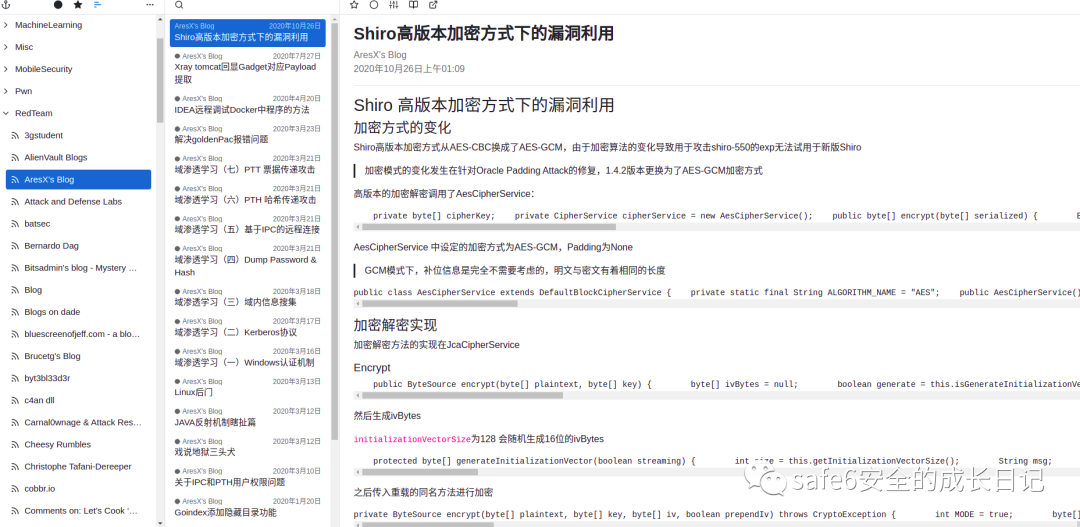 MachineLearning
Misc
MobileSecurity
Pwn
RedTeam
3gstudent
AlienVault Blogs
AresX's Blog
Attack and Defense Labs
batsec
Bernardo Dag
Bitsadmin's blog - Mystery …
Blog
Blogs on dade
bluescreenofjeff.com - a blo…
Brucetg's Blog
byt3bl33d3r
c4an dll
Carnal0wnage & Attack Res…
Cheesy Rumbles
Christophe Tafani-Dereeper
cobbr.io
Comments on: Let's Cook '…
AresX's Blog 2020年10月26日
Shiro高版本加密方式下的漏洞利用
AresX's Blog 2020年7月27日
Xray tomcat回显Gadget对应Payload
提取
AresX's Blog 2020年4月20日
IDEA远程调试Docker中程序的方法
AresX's Blog 2020年3月23日
解决goldenPac报错问题
AresX's Blog 2020年3月21日
域渗透学习（七）PTT 票据传递攻击
AresX's Blog 2020年3月21日
域渗透学习（六）PTH 哈希传递攻击
AresX's Blog 2020年3月21日
域渗透学习（五）基于IPC的远程连接
AresX's Blog 2020年3月21日
域渗透学习（四）Dump Password &
Hash
AresX's Blog 2020年3月18日
域渗透学习（三）域内信息搜集
AresX's Blog 2020年3月17日
域渗透学习（二）Kerberos协议
AresX's Blog 2020年3月16日
域渗透学习（一）Windows认证机制
AresX's Blog 2020年3月13日
Linux后门
AresX's Blog 2020年3月12日
JAVA反射机制瞎扯篇
AresX's Blog 2020年3月12日
戏说地狱三头犬
AresX's Blog 2020年3月10日
关于IPC和PTH用户权限问题
AresX's Blog 2020年1月20日
Goindex添加隐藏目录功能
Shiro高版本加密方式下的漏洞利用
AresX's Blog
2020年10月26日上午01:09
Shiro 高版本加密方式下的漏洞利用
加密方式的变化
Shiro高版本加密方式从AES-CBC换成了AES-GCM，由于加密算法的变化导致用于攻击shiro-550的exp无法试用于新版Shiro
加密模式的变化发生在针对Oracle Padding Attack的修复，1.4.2版本更换为了AES-GCM加密方式
高版本的加密解密调用了AesCipherService：
private byte[] cipherKey; private CipherService cipherService = new AesCipherService(); public byte[] encrypt(byte[] serialized) {
AesCipherService 中设定的加密方式为AES-GCM，Padding为None
GCM模式下，补位信息是完全不需要考虑的，明文与密文有着相同的长度
public class AesCipherService extends DefaultBlockCipherService { private static final String ALGORITHM_NAME = "AES"; public AesCipherService()
加密解密实现
加密解密方法的实现在JcaCipherService
Encrypt
public ByteSource encrypt(byte[] plaintext, byte[] key) { byte[] ivBytes = null; boolean generate = this.isGenerateInitializationVe
然后生成ivBytes
initializationVectorSize为128 会随机生成16位的ivBytes
protected byte[] generateInitializationVector(boolean streaming) { int size = this.getInitializationVectorSize(); String msg;
之后传入重载的同名方法进行加密
private ByteSource encrypt(byte[] plaintext, byte[] key, byte[] iv, boolean prependIv) throws CryptoException { int MODE = true; byte[]
safe6安全的成长日记